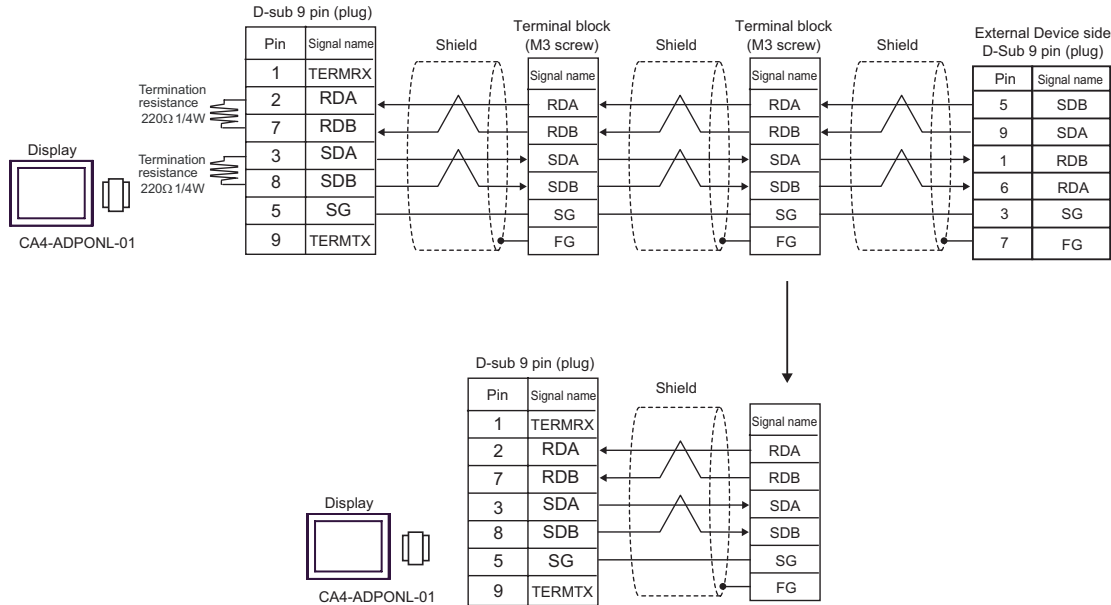 D-sub 9 pin (plug)
Pin Signal name
1 TERMRX
2 RDA
7 RDB
3 SDA
8 SDB
5 SG
9 TERMTX
Termination
resistance
220Ω 1/4W
Termination
resistance
220Ω 1/4W
Display
CA4-ADPONL-01
Shield
Terminal block
(M3 screw)
Signal name
RDA
RDB
SDA
SDB
SG
FG
Shield
Terminal block
(M3 screw)
Signal name
RDA
RDB
SDA
SDB
SG
FG
Shield
External Device side
D-Sub 9 pin (plug)
Pin Signal name
5 SDB
9 SDA
1 RDB
6 RDA
3 SG
7 FG
D-sub 9 pin (plug)
Pin Signal name
1 TERMRX
2 RDA
7 RDB
3 SDA
8 SDB
5 SG
9 TERMTX
Display
CA4-ADPONL-01
Shield
Signal name
RDA
RDB
SDA
SDB
SG
FG